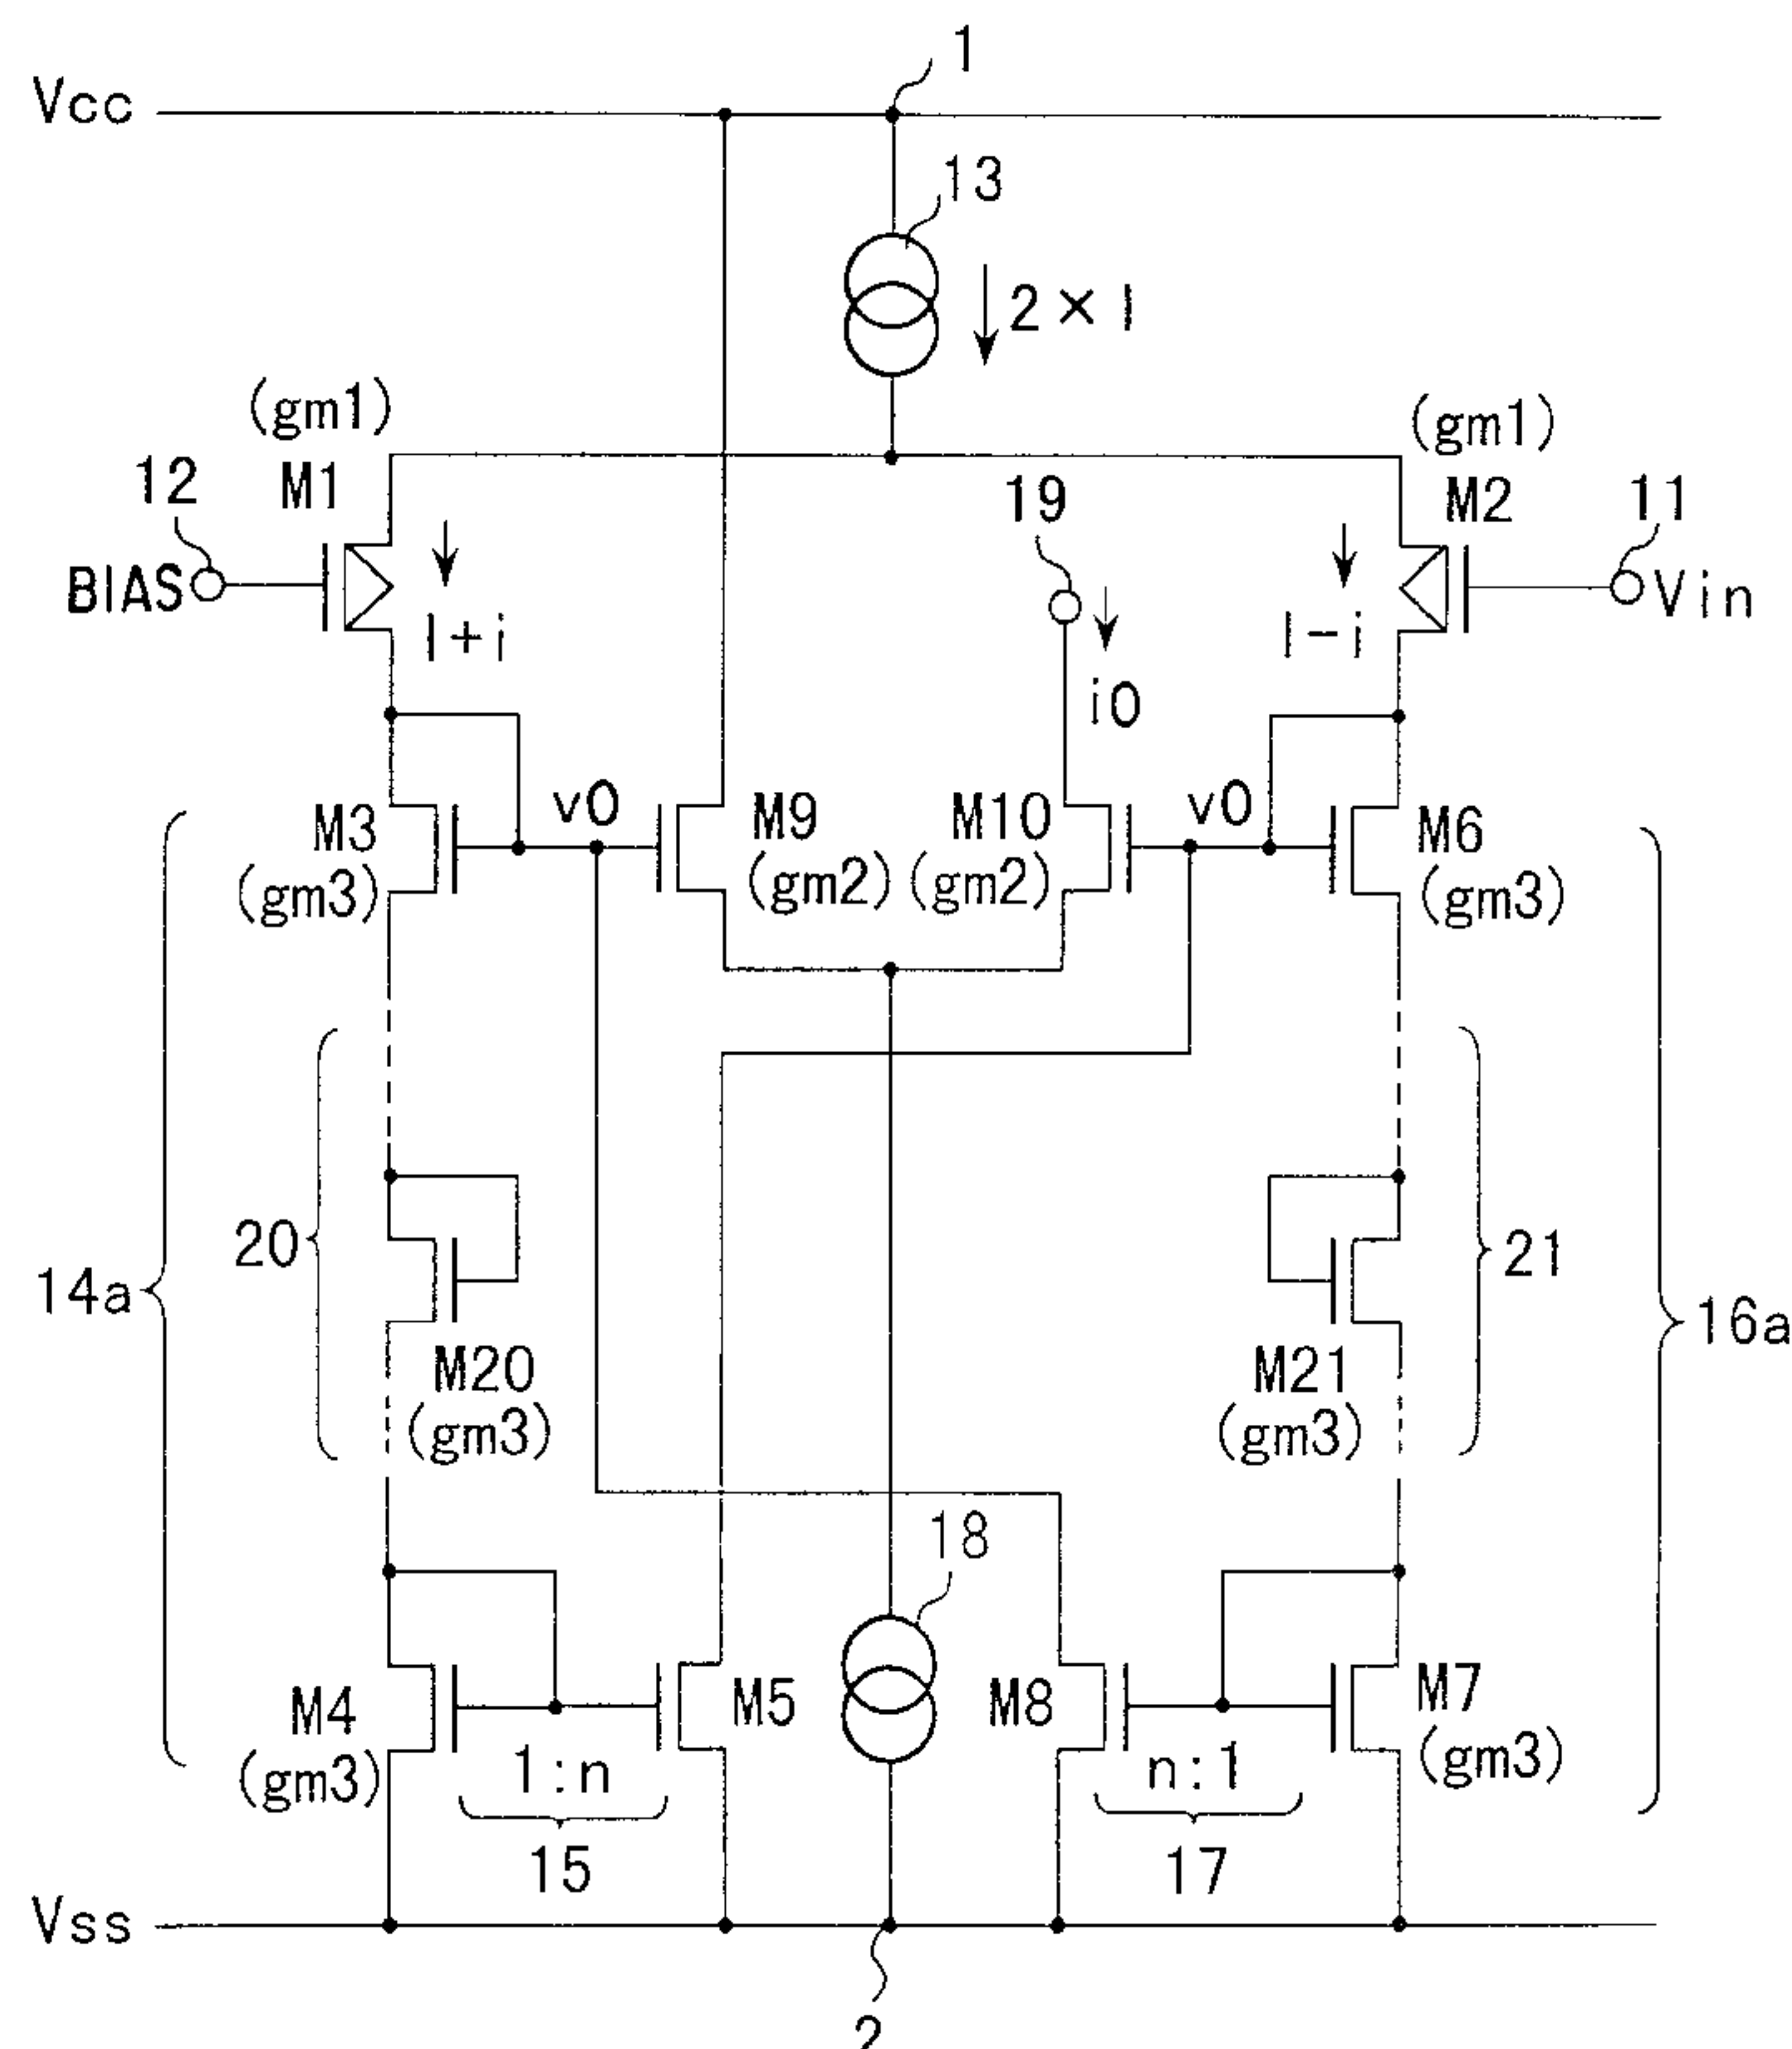 1
Vcc
13
2 × I
(gm1)
(gm1)
12
M1
19
M2
11
BIAS
Vin
I+i
I-i
i0
M3
v0
M9
M10
v0
M6
(gm3)
(gm2)
(gm2)
(gm3)
20
21
14a
16a
M20
M21
(gm3)
(gm3)
18
M4
M5
M8
M7
(gm3)
1:n
n:1
(gm3)
15
17
Vss
2